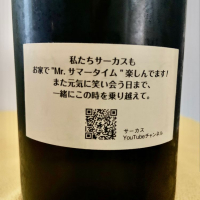 私たちサーカスも
お家で"Mr. サマータイム"楽しんでます!
また元気に笑い会う日まで、
一緒にこの時を乗り越えて。
サーカス
YouTubeチャンネル